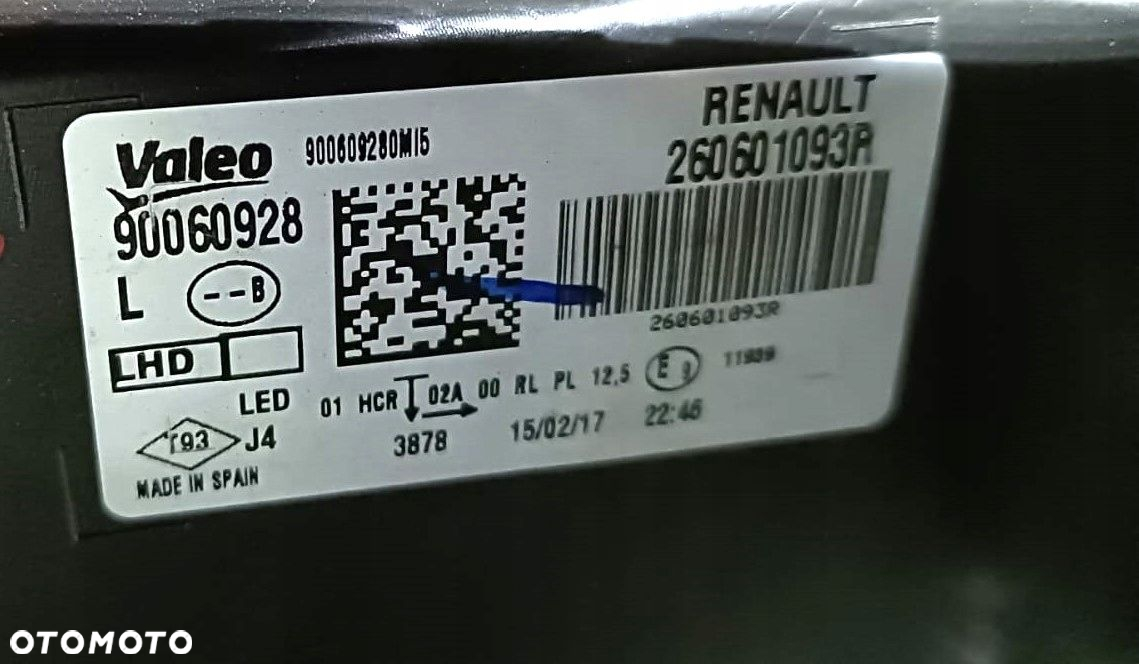 RENAULT
260601093R
Valeo
900609280MI5
90060928
L
--B
LHD
260601093R
LED
01 HCR 02A 00 RL PL 12,5 E 9 11989
T93 J4
3878 15/02/17 22:46
MADE IN SPAIN
OTOMOTO